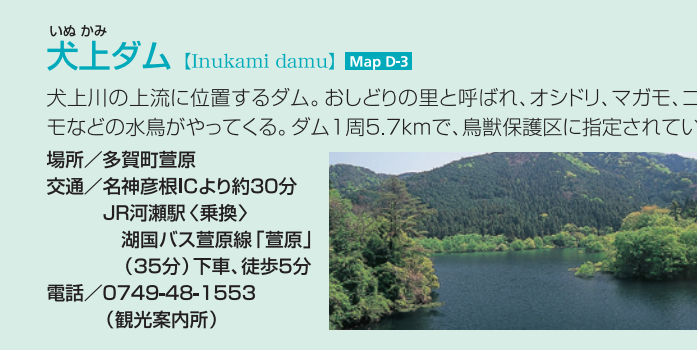 いぬ かみ
犬上ダム【Inukami damu】 Map D-3
犬上川の上流に位置するダム。おしどりの里と呼ばれ、オシドリ、マガモ、コ
モなどの水鳥がやってくる。ダム1周5.7kmで、鳥獣保護区に指定されてい
場所／多賀町萱原
交通／名神彦根ICより約30分
JR河瀬駅〈乗換〉
湖国バス萱原線「萱原」
（35分）下車、徒歩5分
電話／0749-48-1553
（観光案内所）